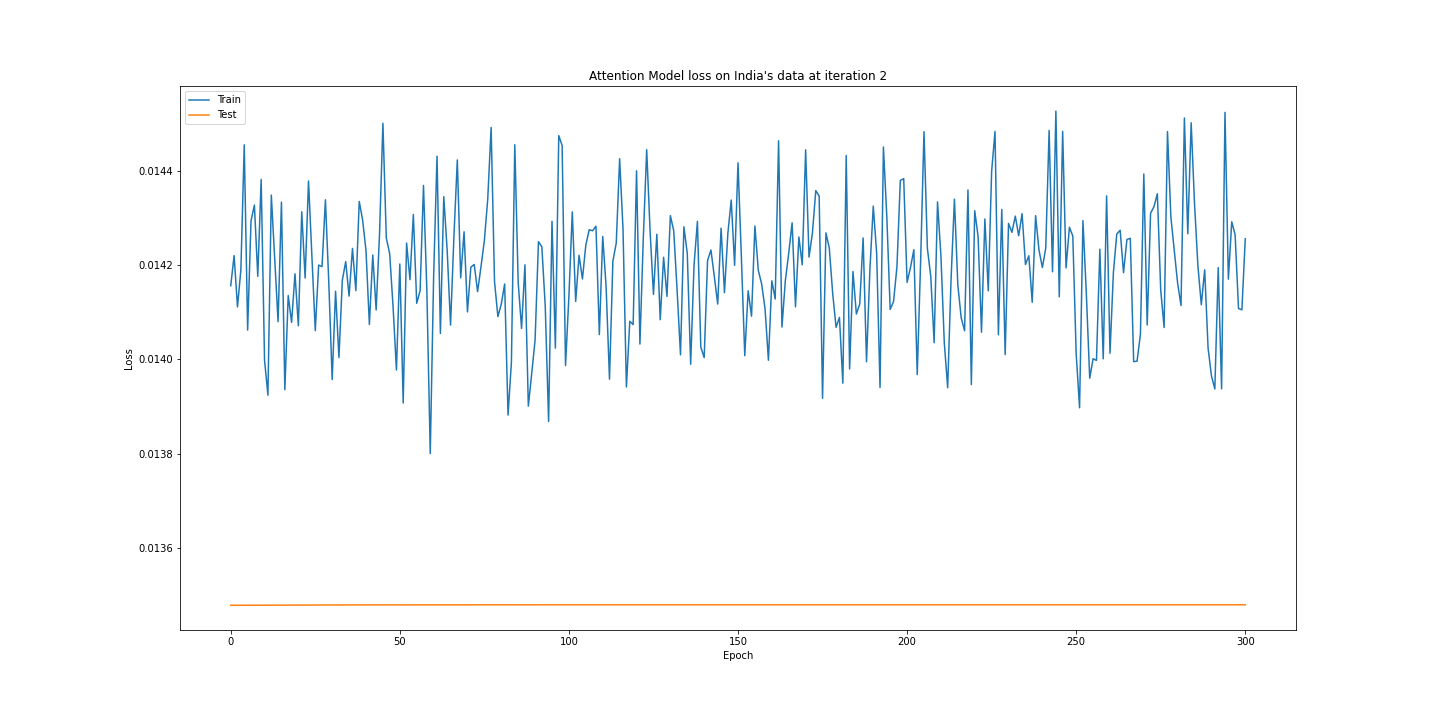 Attention Model loss on India's data at iteration 2
Train
Test
0.0144
0.0142
0.0140
0.0138
0.0136
Loss
0 50 100 150 200 250 300
Epoch